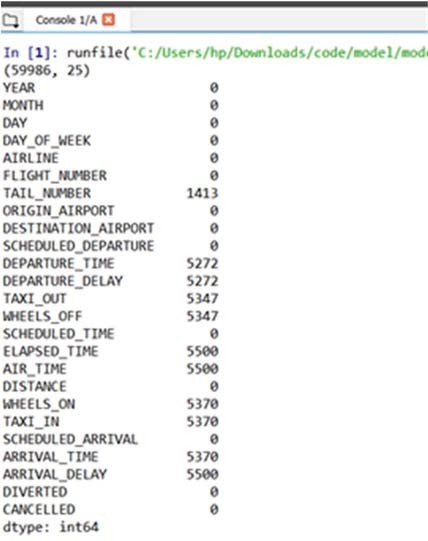 Console 1/A
In [1]: runfile('C:/Users/hp/Downloads/code/model/mode
(59986, 25)
YEAR 0
MONTH 0
DAY 0
DAY_OF_WEEK 0
AIRLINE 0
FLIGHT_NUMBER 0
TAIL_NUMBER 1413
ORIGIN_AIRPORT 0
DESTINATION_AIRPORT 0
SCHEDULED_DEPARTURE 0
DEPARTURE_TIME 5272
DEPARTURE_DELAY 5272
TAXI_OUT 5347
WHEELS_OFF 5347
SCHEDULED_TIME 0
ELAPSED_TIME 5500
AIR_TIME 5500
DISTANCE 0
WHEELS_ON 5370
TAXI_IN 5370
SCHEDULED_ARRIVAL 0
ARRIVAL_TIME 5370
ARRIVAL_DELAY 5500
DIVERTED 0
CANCELLED 0
dtype: int64